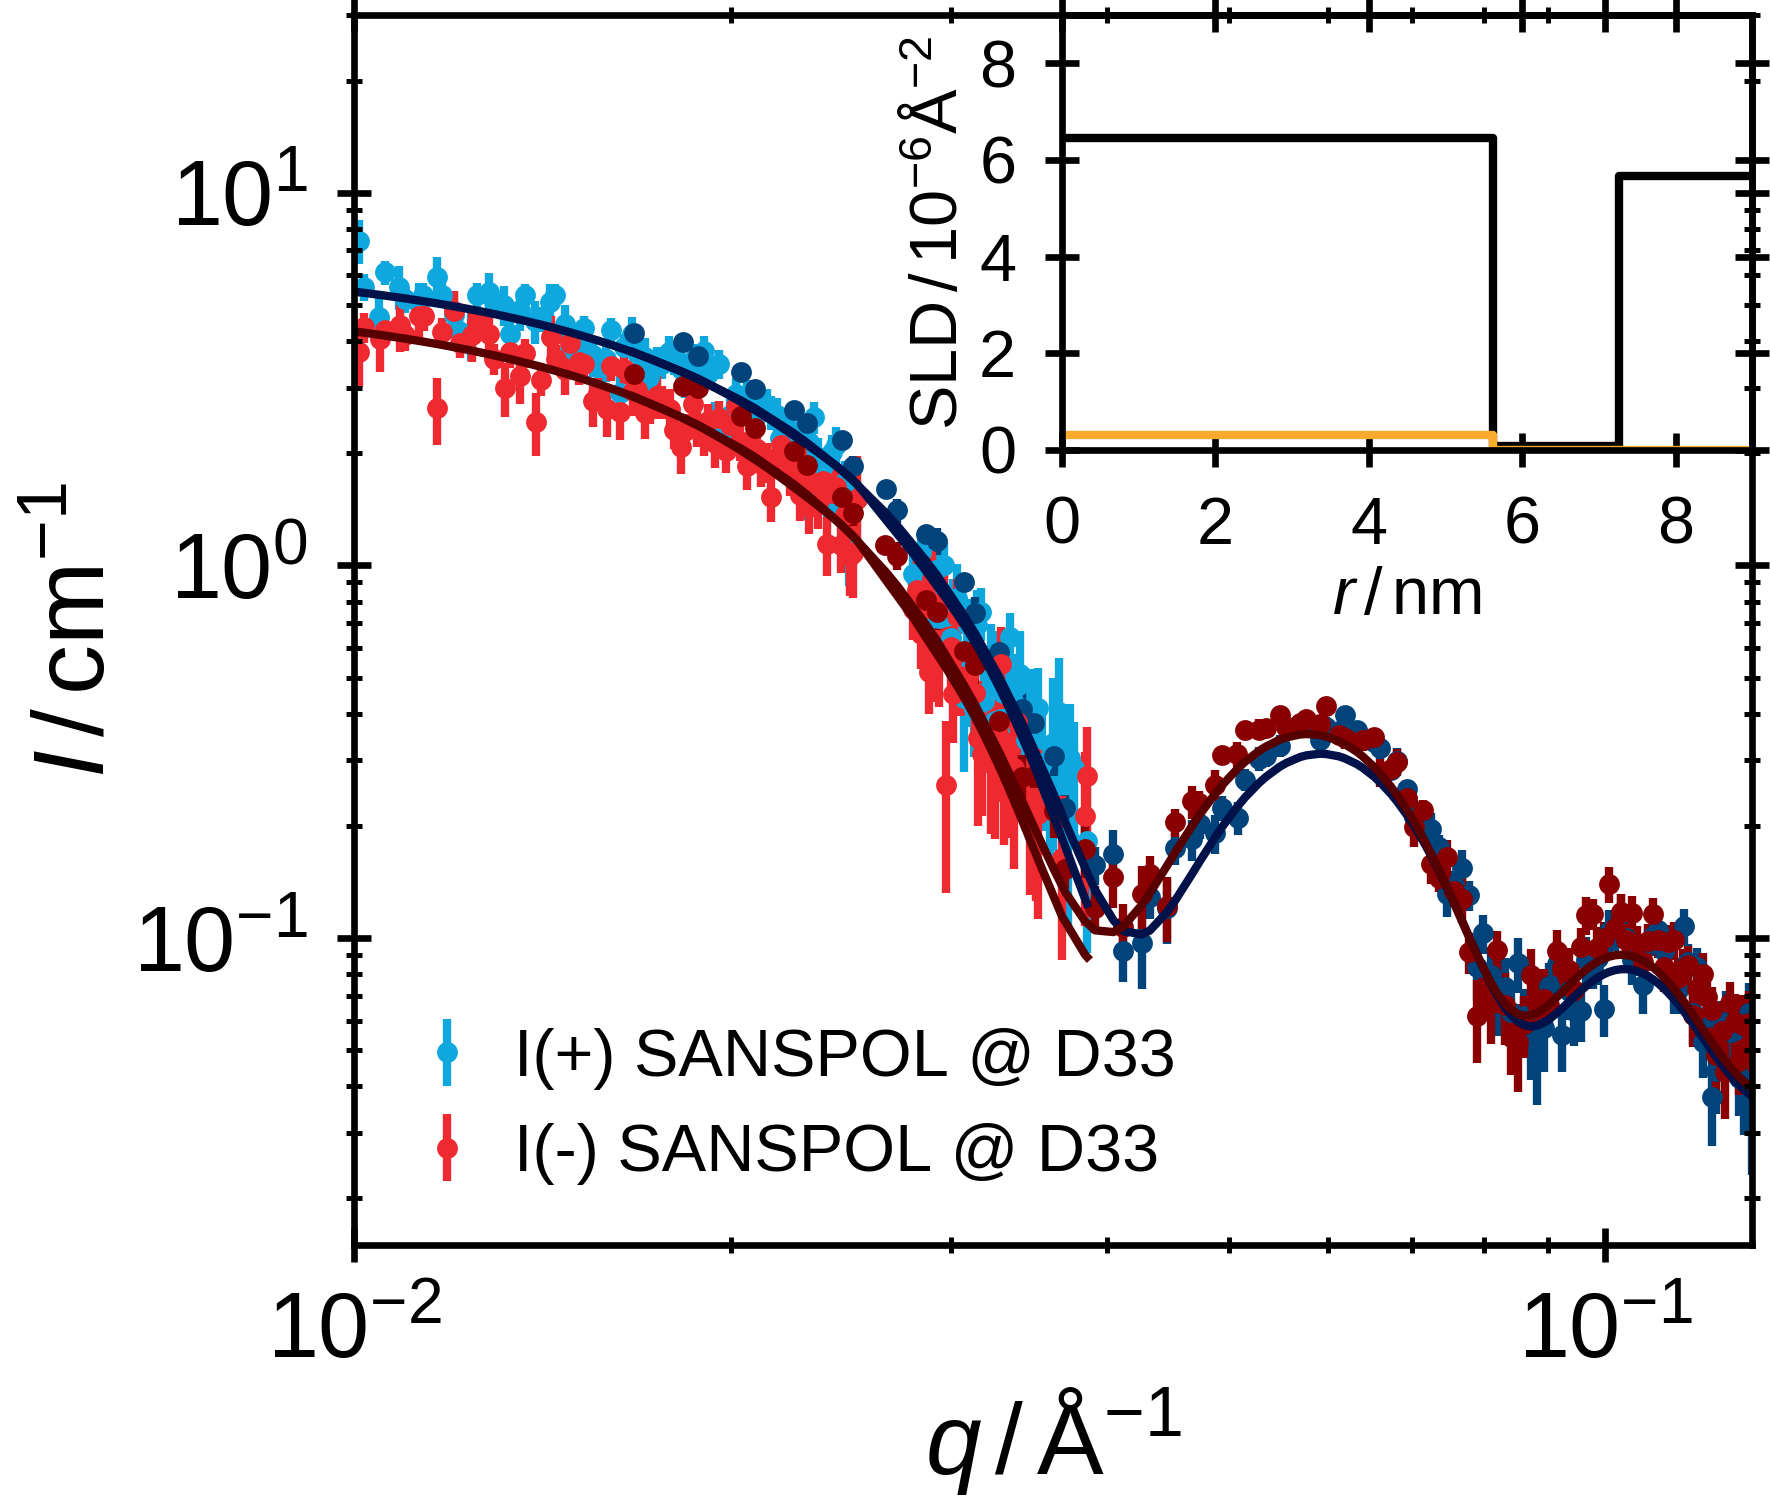 SLD / 10⁻⁶Å⁻²
8
6
4
2
0
0 2 4 6 8
r / nm
10¹
10⁰
10⁻¹
I / cm⁻¹
I(+) SANSPOL @ D33
I(-) SANSPOL @ D33
10⁻² 10⁻¹
q / Å⁻¹